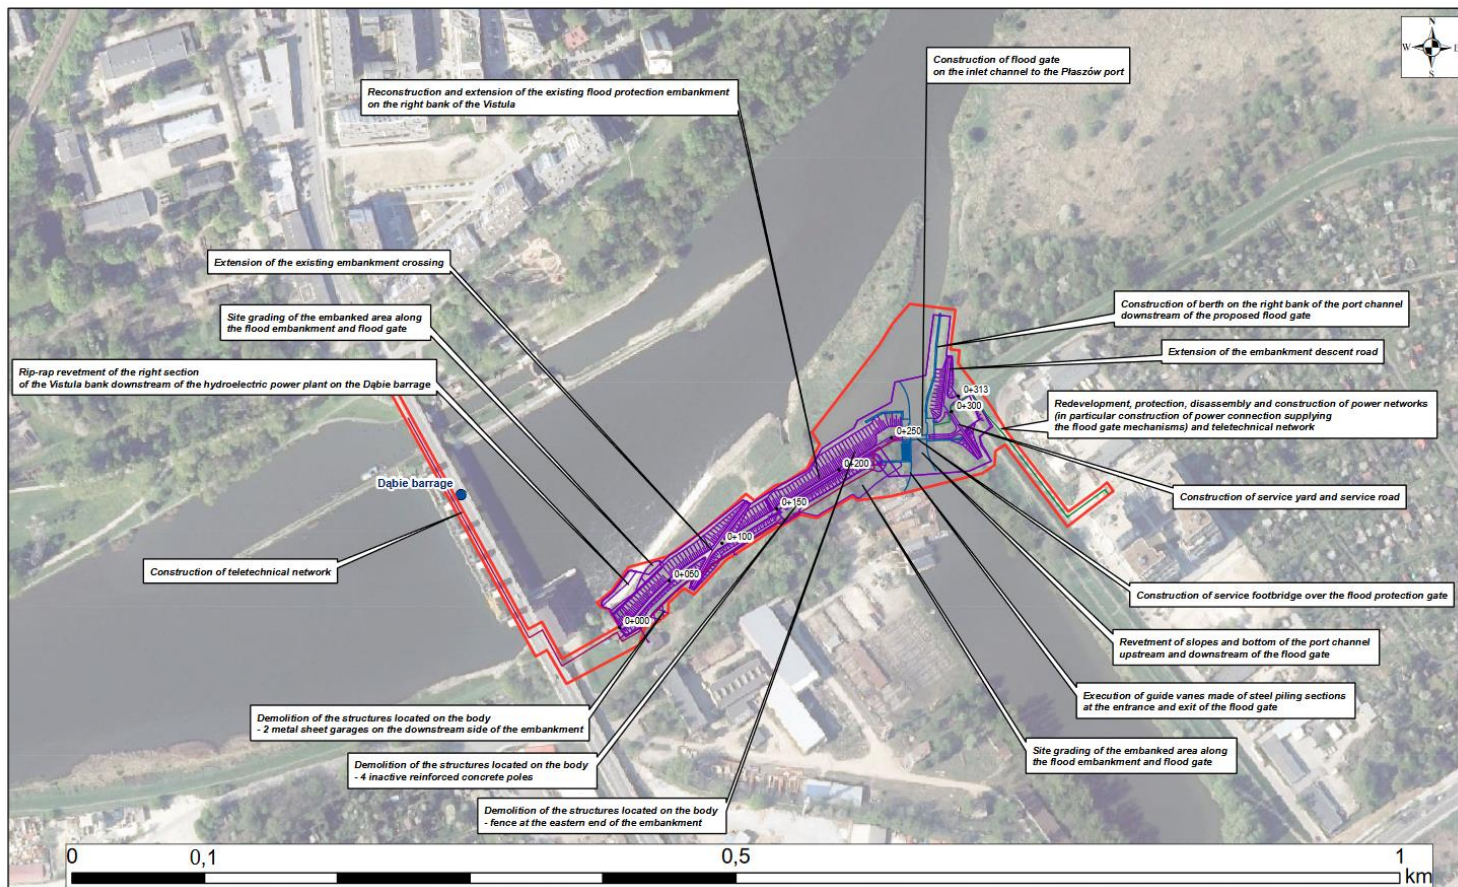 N
W
E
S
Construction of flood gate
on the inlet channel to the Płaszów port
Reconstruction and extension of the existing flood protection embankment
on the right bank of the Vistula
Extension of the existing embankment crossing
Site grading of the embanked area along
the flood embankment and flood gate
Rip-rap revetment of the right section
of the Vistula bank downstream of the hydroelectric power plant on the Dąbie barrage
Construction of berth on the right bank of the port channel
downstream of the proposed flood gate
Extension of the embankment descent road
Redevelopment, protection, disassembly and construction of power networks
(in particular construction of power connection supplying
the flood gate mechanisms) and teletechnical network
0+313
0+300
0+250
0+200
0+150
0+100
0+050
0+000
Dąbie barrage
Construction of service yard and service road
Construction of teletechnical network
Construction of service footbridge over the flood protection gate
Revetment of slopes and bottom of the port channel
upstream and downstream of the flood gate
Execution of guide vanes made of steel piling sections
at the entrance and exit of the flood gate
Site grading of the embanked area along
the flood embankment and flood gate
Demolition of the structures located on the body
- 2 metal sheet garages on the downstream side of the embankment
Demolition of the structures located on the body
- 4 inactive reinforced concrete poles
Demolition of the structures located on the body
- fence at the eastern end of the embankment
0 0,1 0,5 1
km